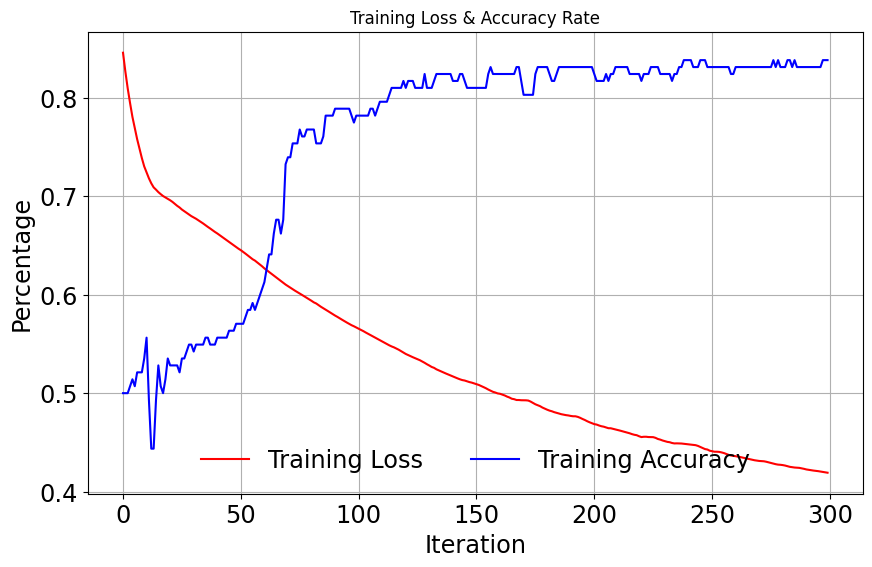 Training Loss & Accuracy Rate
Percentage
0.8
0.7
0.6
0.5
0.4
Training Loss Training Accuracy
0 50 100 150 200 250 300
Iteration